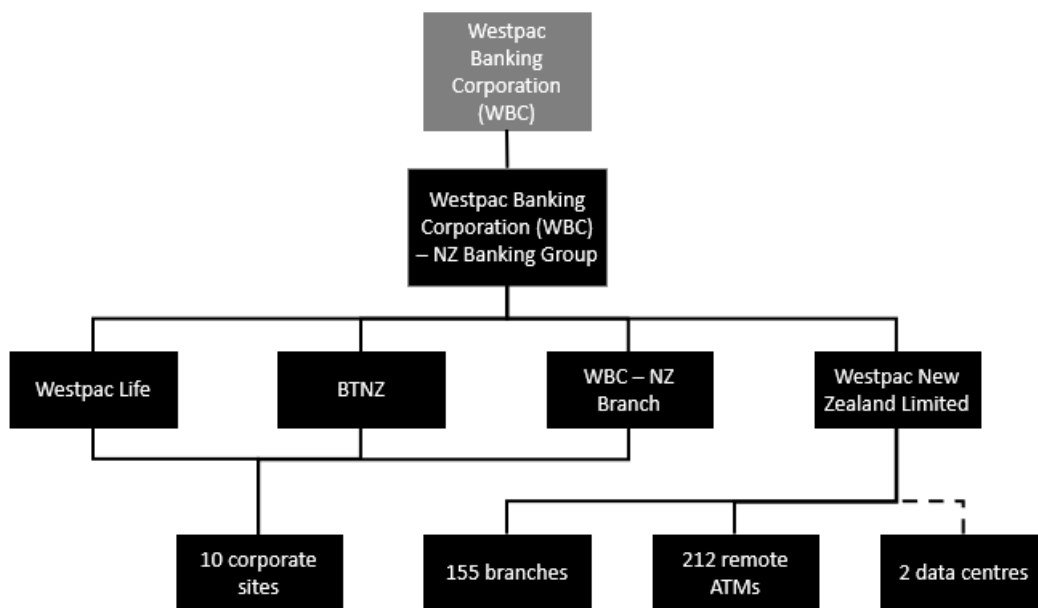 Westpac
Banking
Corporation
(WBC)
Westpac Banking
Corporation (WBC)
– NZ Banking Group
Westpac Life
BTNZ
WBC – NZ
Branch
Westpac New
Zealand Limited
10 corporate
sites
155 branches
212 remote
ATMs
2 data centres